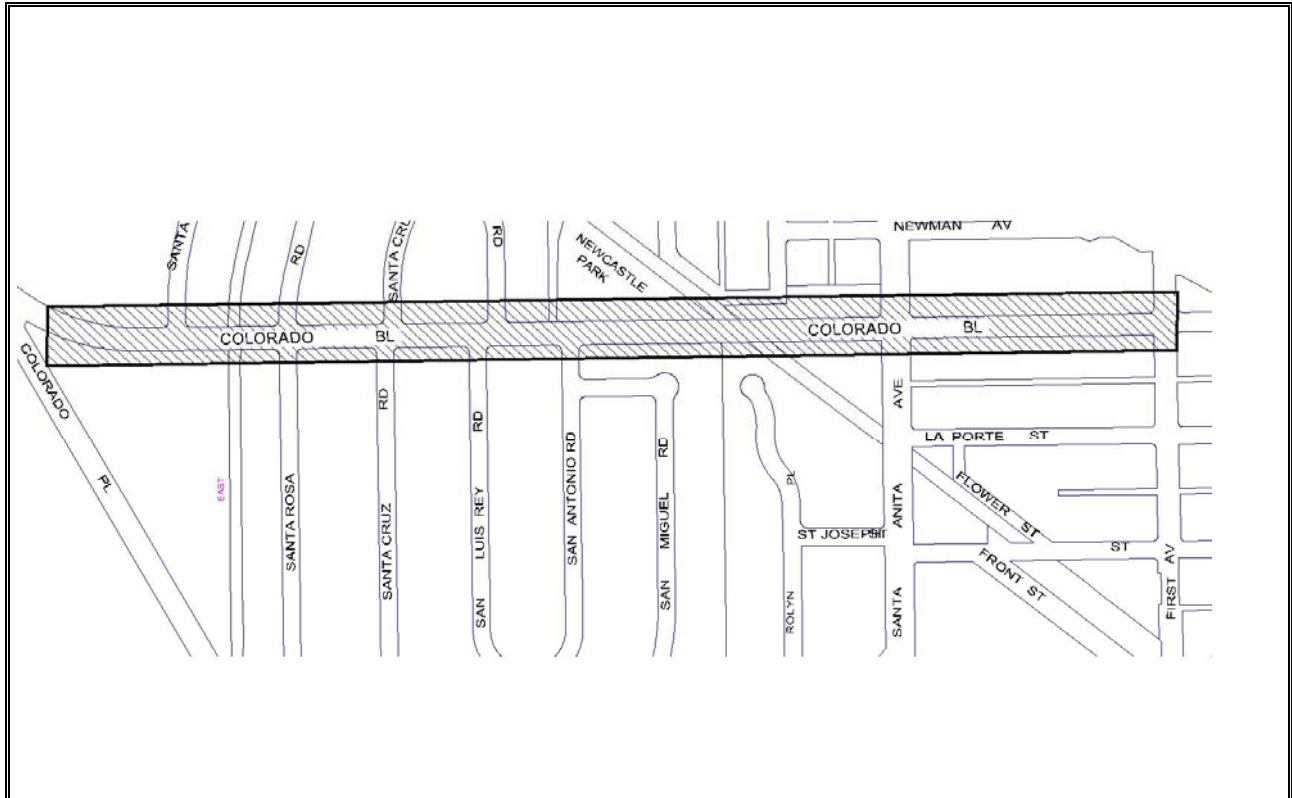 SANTA
RD
SANTA CRU
RD
NEWCASTLE
PARK
NEWMAN AV
COLORADO BL
COLORADO BL
COLORADO PL
EAST
SANTA ROSA
SANTA CRUZ RD
SAN LUIS REY RD
SAN ANTONIO RD
SAN MIGUEL RD
ROLYN PL
ST JOSEPH
SANTA ANITA AVE
LA PORTE ST
FLOWER ST
FRONT ST
ST
FIRST AV